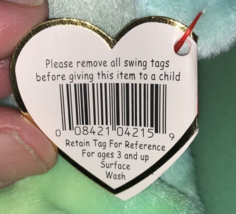 Please remove all swing tags
before giving this item to a child
0 08421 04215 9
Retain Tag For Reference
For ages 3 and up
Surface
Wash